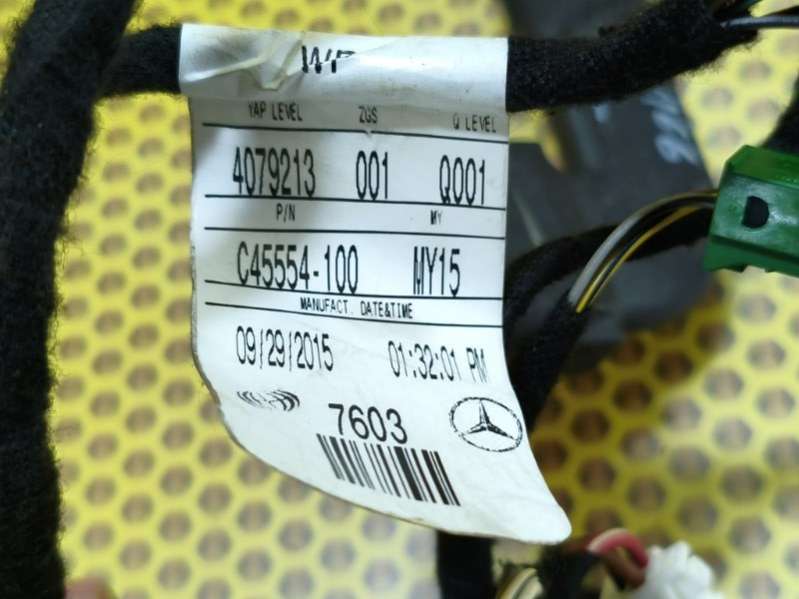 YAP LEVEL ZGS Q LEVEL
4079213 001 Q001
P/N MY
C45554-100 MY15
MANUFACT. DATE&TIME
09/29/2015 01:32:01 PM
7603